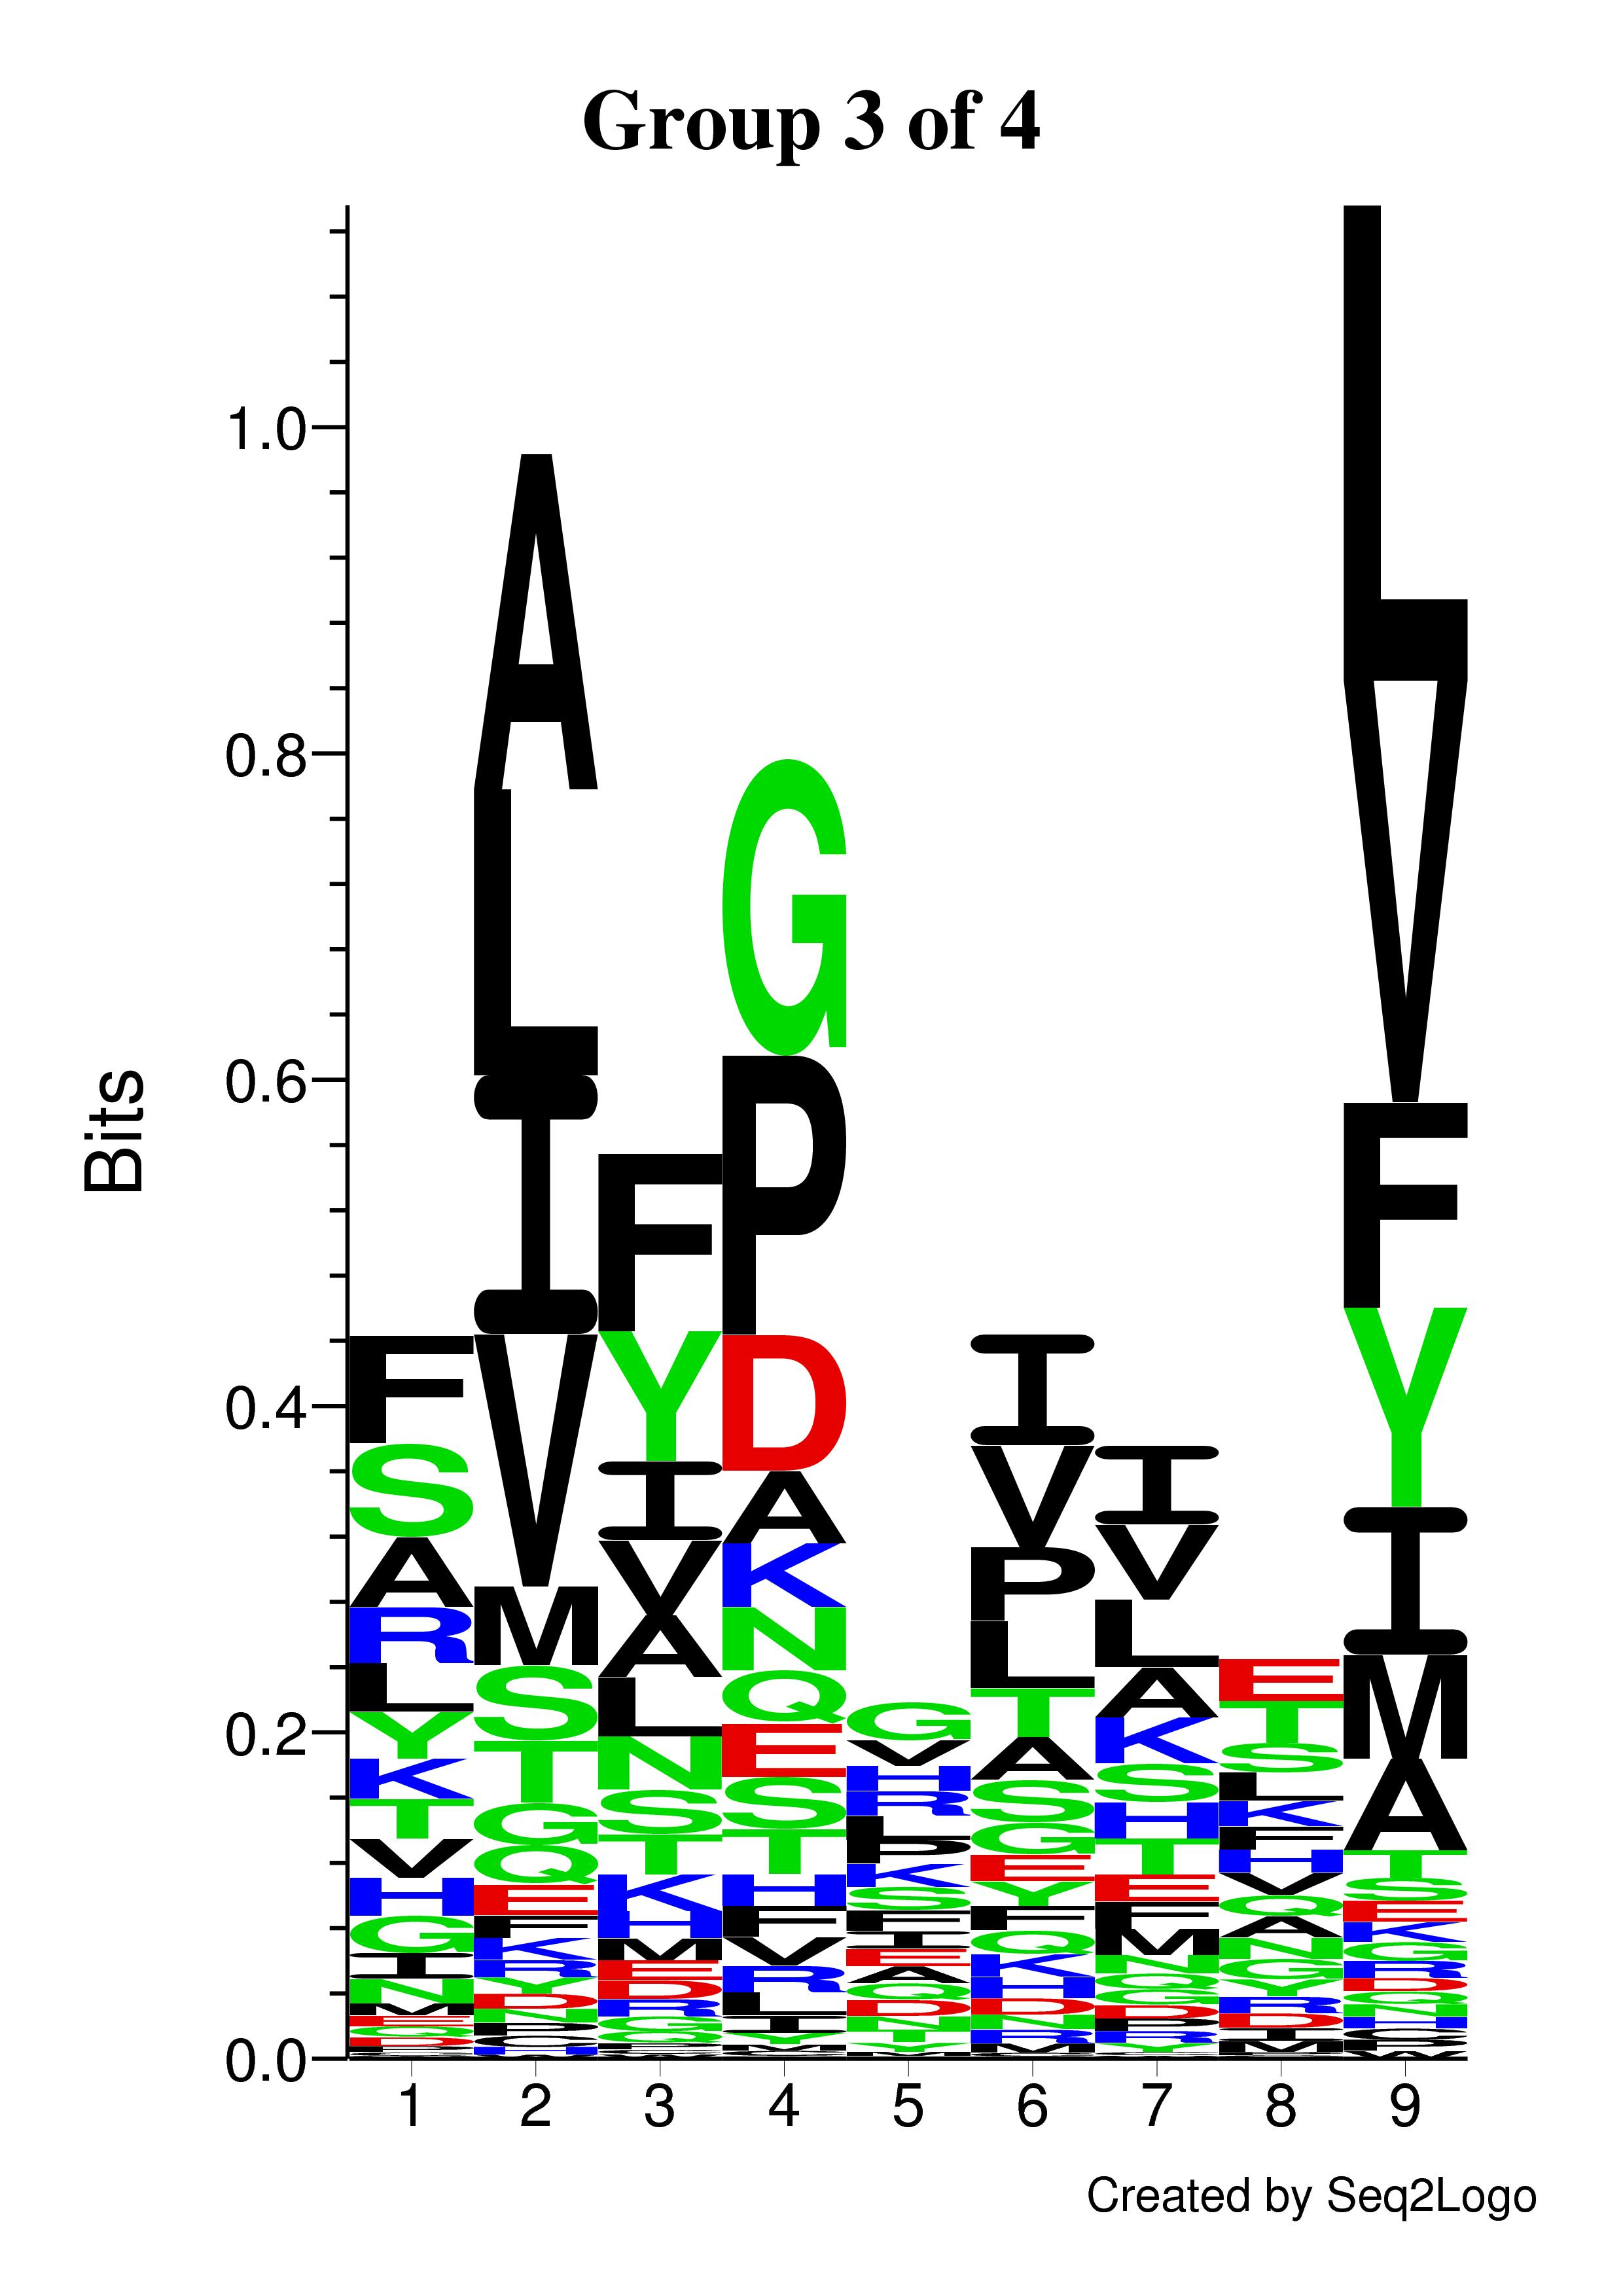 Group 3 of 4
Bits
1.0
0.8
0.6
0.4
0.2
0.0
F S A R L Y K T V H G I N M
A L I V M S T G Q E F K R Y D N
F Y I V A L N S T K H M E D R
G P D A K N Q E S T H F V R L I Y
G V H R L P K S F I E A Q D N T Y
I V P L T A S G E Y F Q K H D N R M
I V L A K S H T E F M N Q G D P R Y
E T S L K F H V Q A N G Y R D I M
L V F Y I M A T S E K G R D Q N H
1 2 3 4 5 6 7 8 9
Created by Seq2Logo